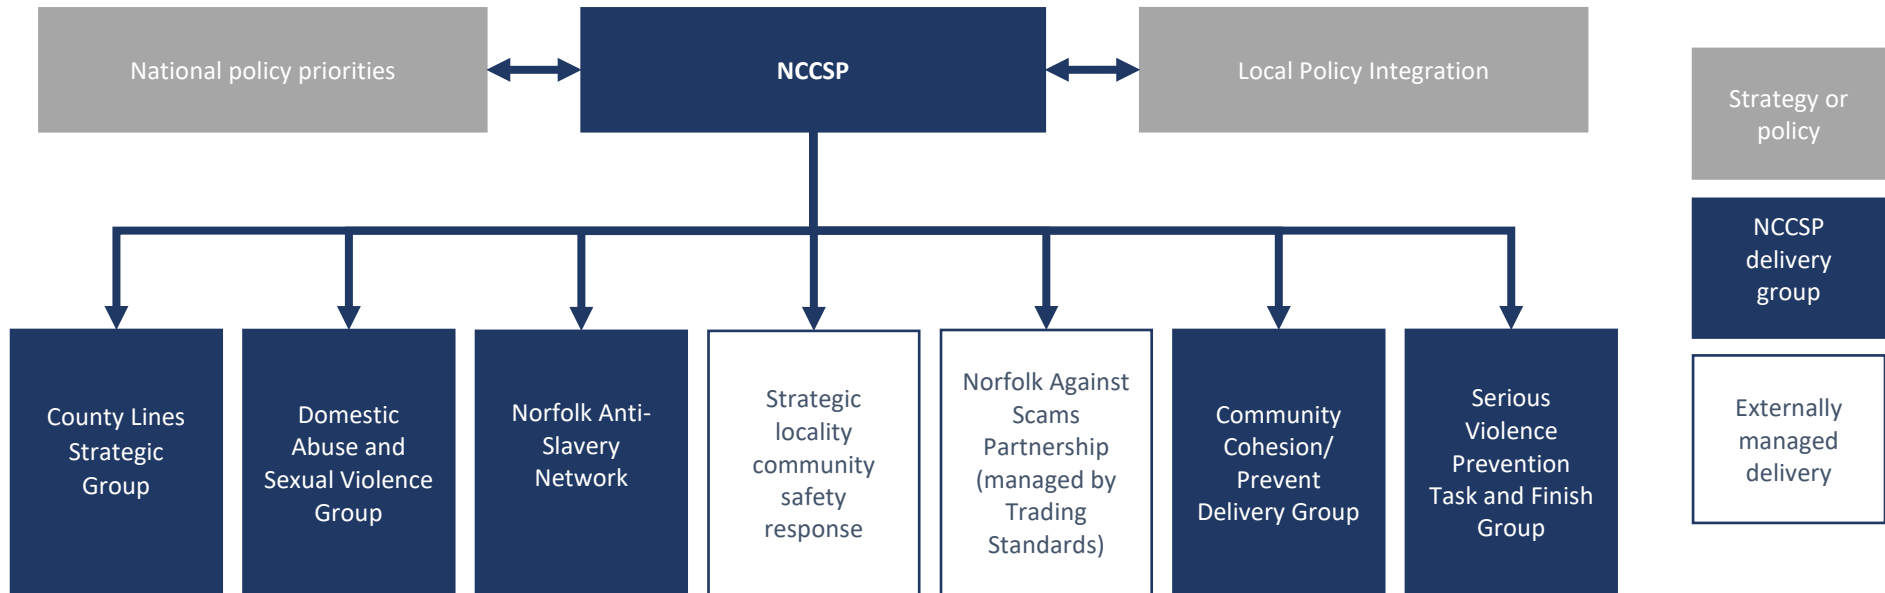 National policy priorities
NCCSP
Local Policy Integration
Strategy or
policy
NCCSP
delivery
group
Externally
managed
delivery
County Lines
Strategic
Group
Domestic
Abuse and
Sexual Violence
Group
Norfolk Anti-
Slavery
Network
Strategic
locality
community
safety
response
Norfolk Against
Scams
Partnership
(managed by
Trading
Standards)
Community
Cohesion/
Prevent
Delivery Group
Serious
Violence
Prevention
Task and Finish
Group